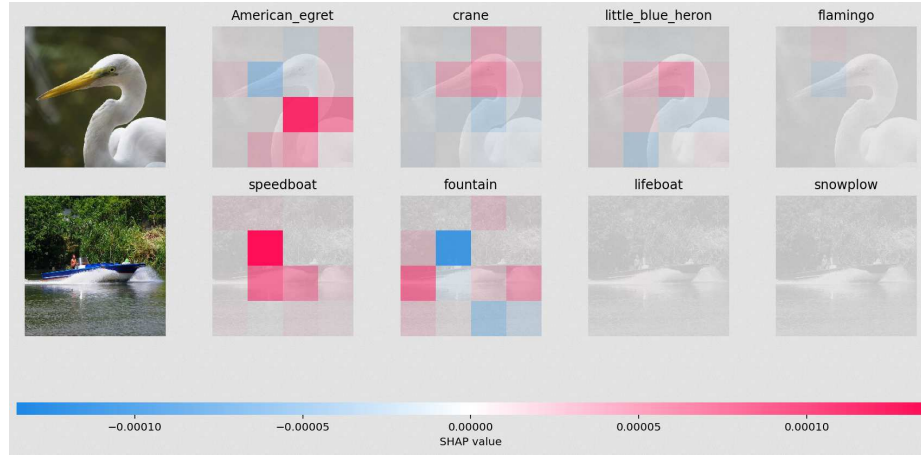 American_egret crane little_blue_heron flamingo
speedboat fountain lifeboat snowplow
−0.00010 −0.00005 0.00000 0.00005 0.00010
SHAP value